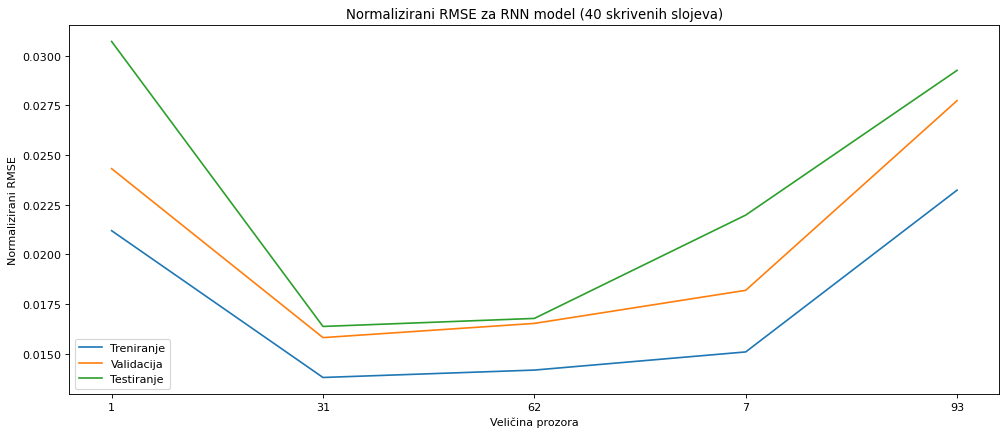 Normalizirani RMSE za RNN model (40 skrivenih slojeva)
Normalizirani RMSE
0.0300
0.0275
0.0250
0.0225
0.0200
0.0175
0.0150
Treniranje
Validacija
Testiranje
1 31 62 7 93
Veličina prozora